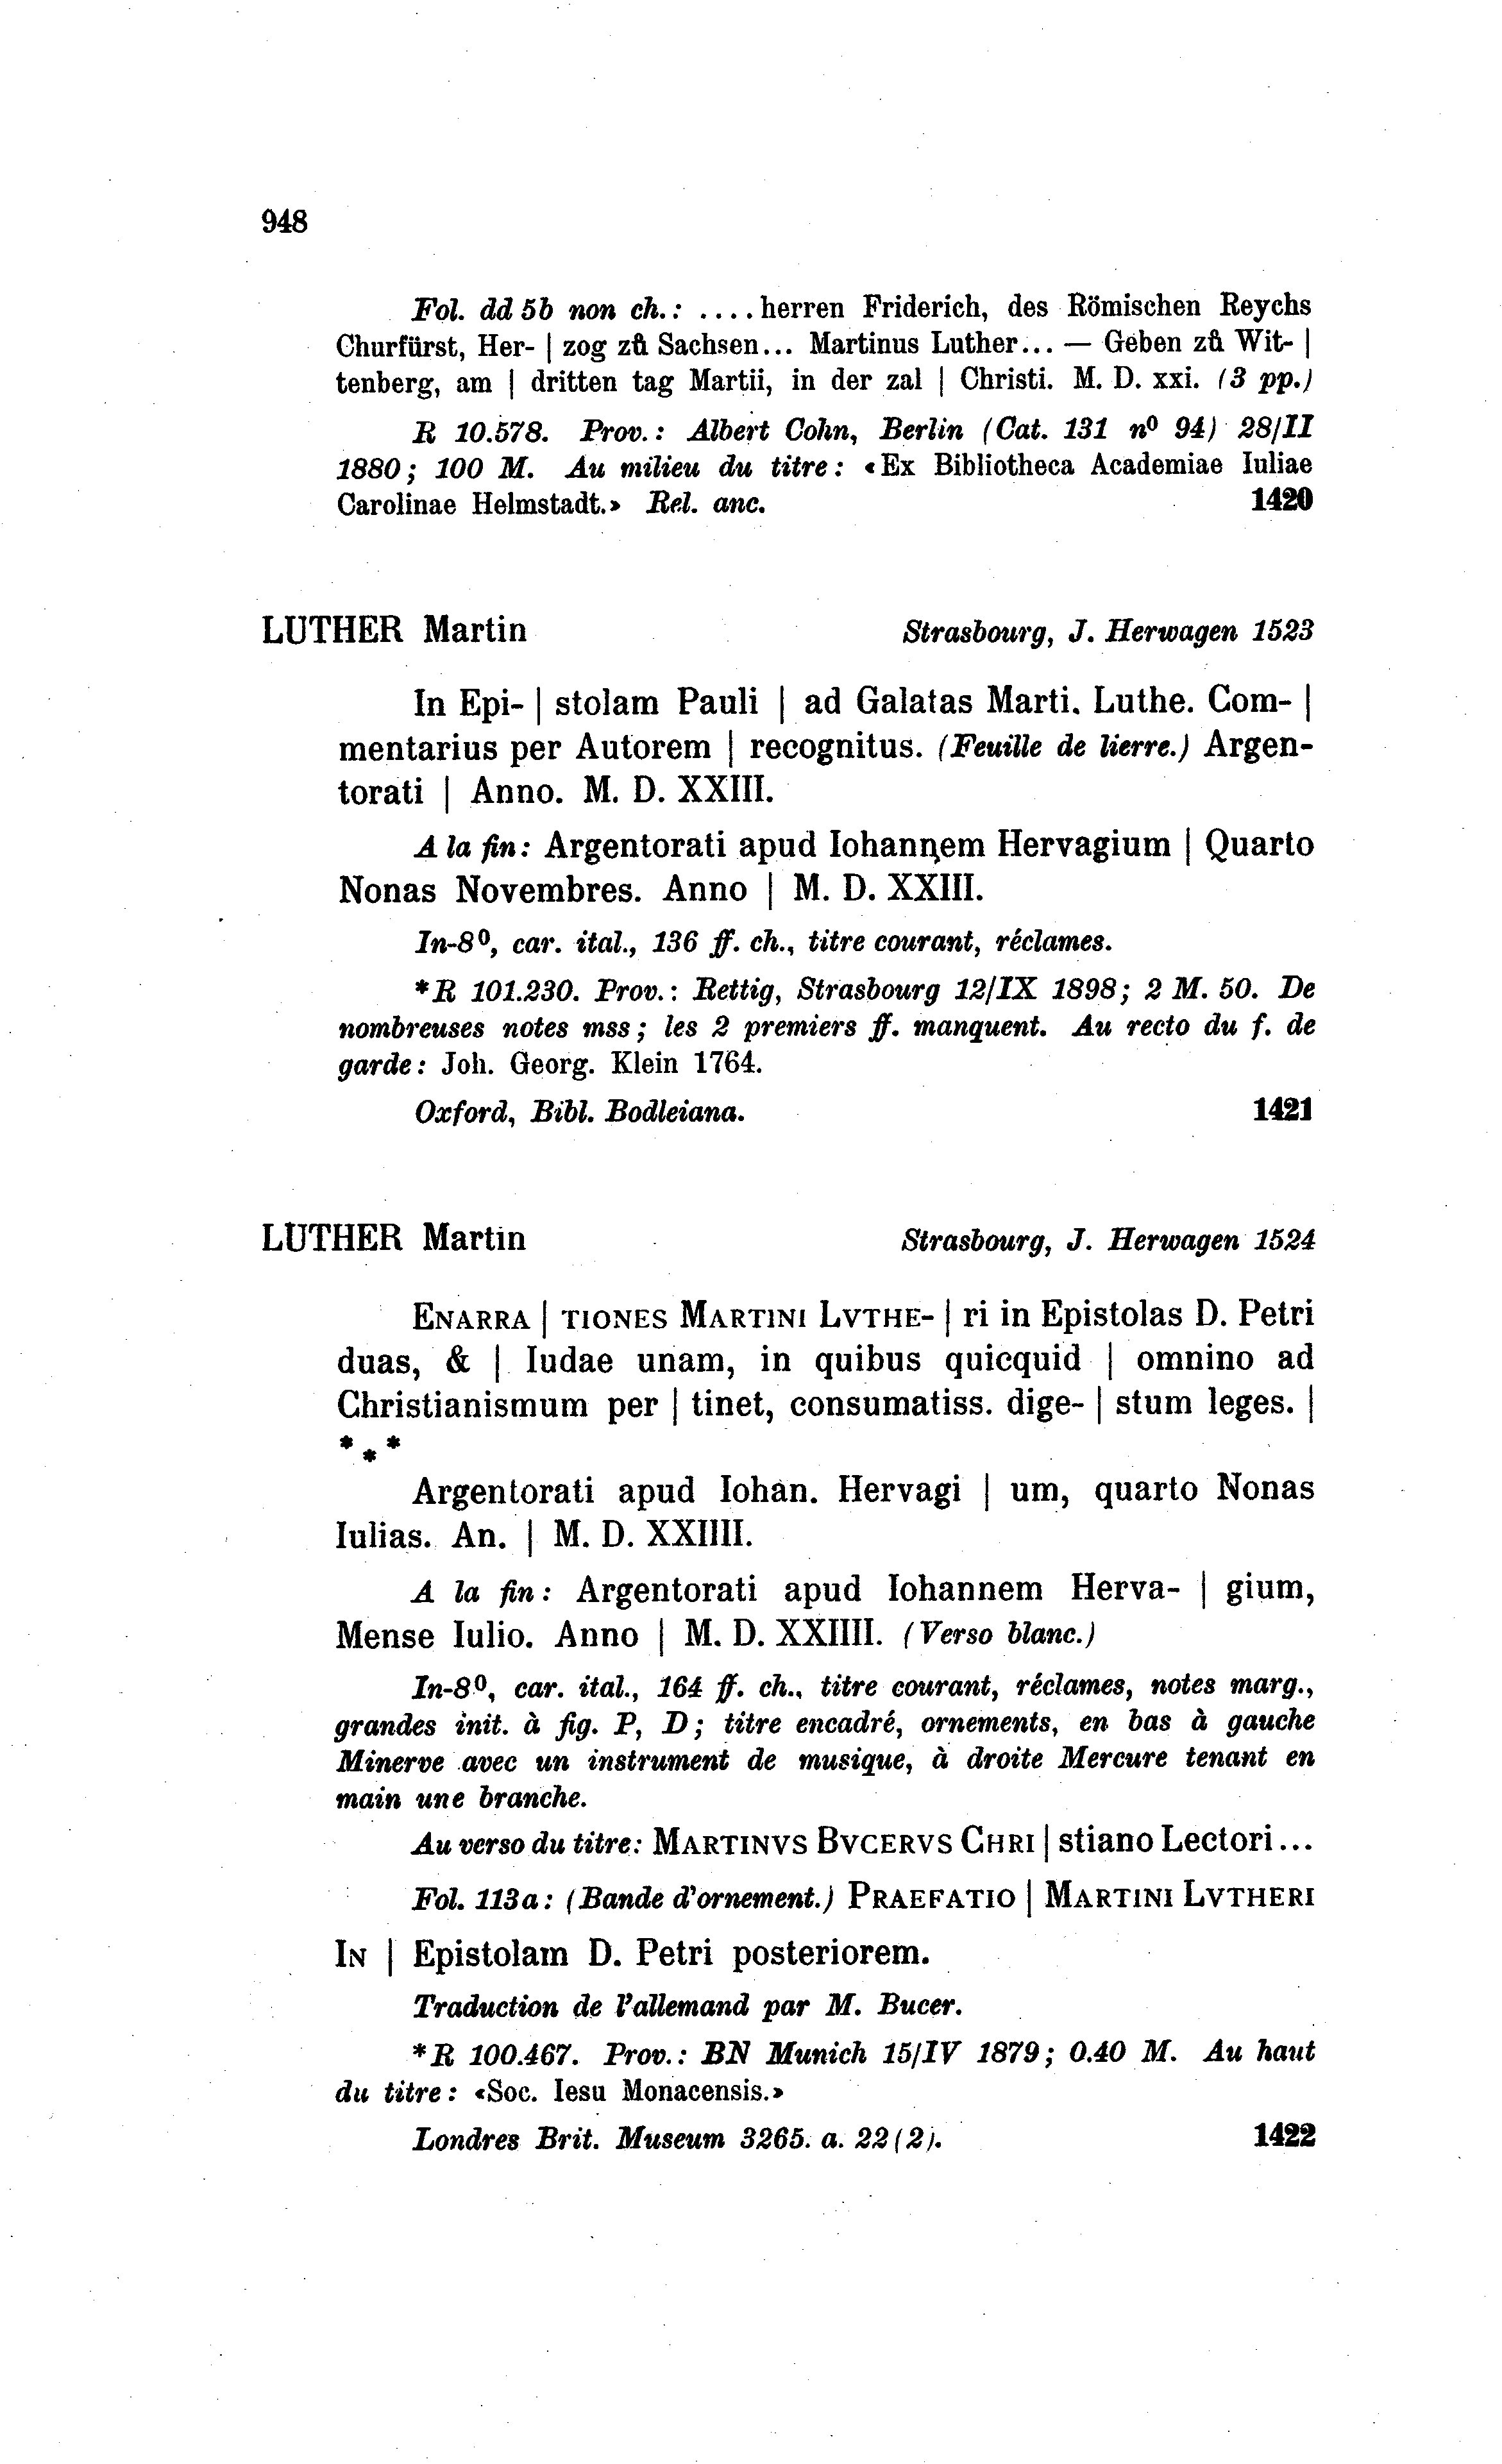 948
Fol. dd 5b non ch.: .... herren Friderich, des Römischen Reychs
Churfürst, Her- | zog zů Sachsen... Martinus Luther... — Geben zů Wit- |
tenberg, am | dritten tag Martii, in der zal | Christi. M. D. xxi. (3 pp.)
R 10.578. Prov.: Albert Cohn, Berlin (Cat. 131 nº 94) 28/II
1880; 100 M. Au milieu du titre: «Ex Bibliotheca Academiae Iuliae
Carolinae Helmstadt.» Rel. anc. 1420
LUTHER Martin Strasbourg, J. Herwagen 1523
In Epi- | stolam Pauli | ad Galatas Marti. Luthe. Com- |
mentarius per Autorem | recognitus. (Feuille de lierre.) Argen-
torati | Anno. M. D. XXIII.
A la fin: Argentorati apud Iohannem Hervagium | Quarto
Nonas Novembres. Anno | M. D. XXIII.
In-8º, car. ital., 136 ff. ch., titre courant, réclames.
*R 101.230. Prov.: Rettig, Strasbourg 12/IX 1898; 2 M. 50. De
nombreuses notes mss; les 2 premiers ff. manquent. Au recto du f. de
garde: Joh. Georg. Klein 1764.
Oxford, Bibl. Bodleiana. 1421
LUTHER Martin Strasbourg, J. Herwagen 1524
ENARRA | TIONES MARTINI LVTHE- | ri in Epistolas D. Petri
duas, & | Iudae unam, in quibus quicquid | omnino ad
Christianismum per | tinet, consumatiss. dige- | stum leges. |
* * *
Argentorati apud Iohan. Hervagi | um, quarto Nonas
Iulias. An. | M. D. XXIIII.
A la fin: Argentorati apud Iohannem Herva- | gium,
Mense Iulio. Anno | M. D. XXIIII. (Verso blanc.)
In-8º, car. ital., 164 ff. ch., titre courant, réclames, notes marg.,
grandes init. à fig. P, D; titre encadré, ornements, en bas à gauche
Minerve avec un instrument de musique, à droite Mercure tenant en
main une branche.
Au verso du titre: MARTINVS BVCERVS CHRI | stiano Lectori...
Fol. 113a: (Bande d'ornement.) PRAEFATIO | MARTINI LVTHERI
IN | Epistolam D. Petri posteriorem.
Traduction de l'allemand par M. Bucer.
*R 100.467. Prov.: BN Munich 15/IV 1879; 0.40 M. Au haut
du titre: «Soc. Iesu Monacensis.»
Londres Brit. Museum 3265. a. 22(2). 1422